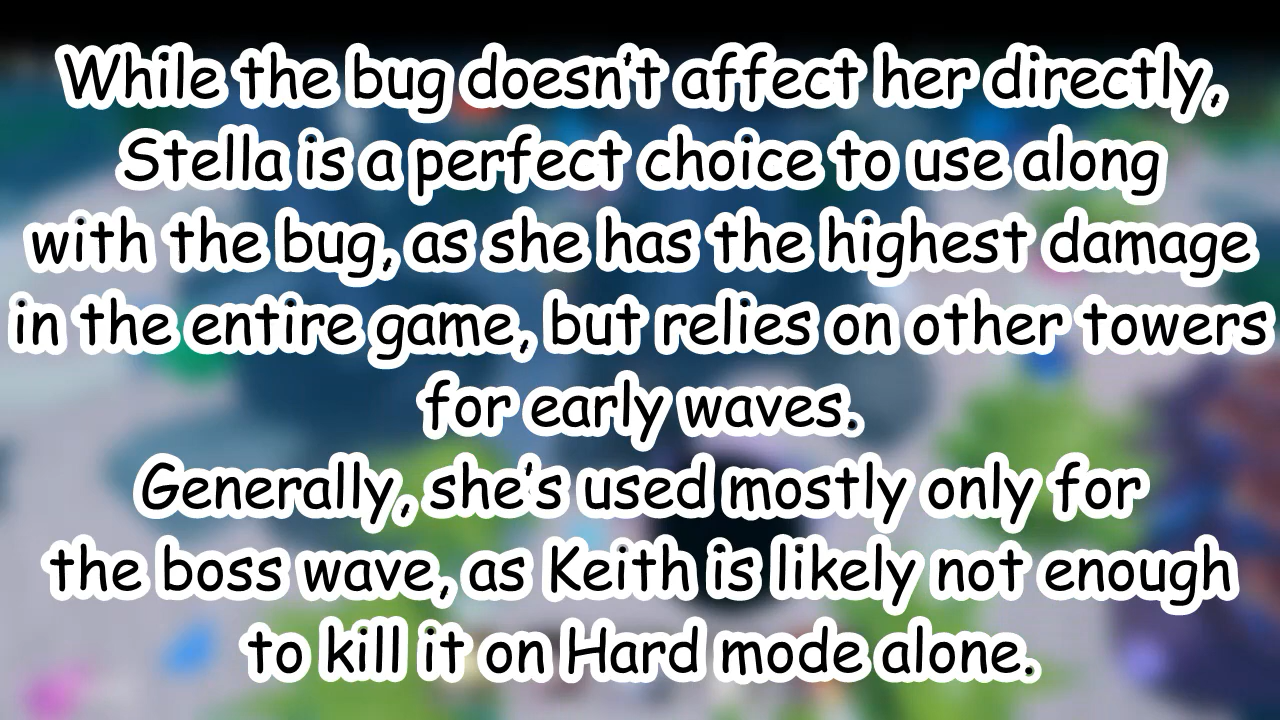 While the bug doesn't affect her directly,
Stella is a perfect choice to use along
with the bug, as she has the highest damage
in the entire game, but relies on other towers
for early waves.
Generally, she's used mostly only for
the boss wave, as Keith is likely not enough
to kill it on Hard mode alone.